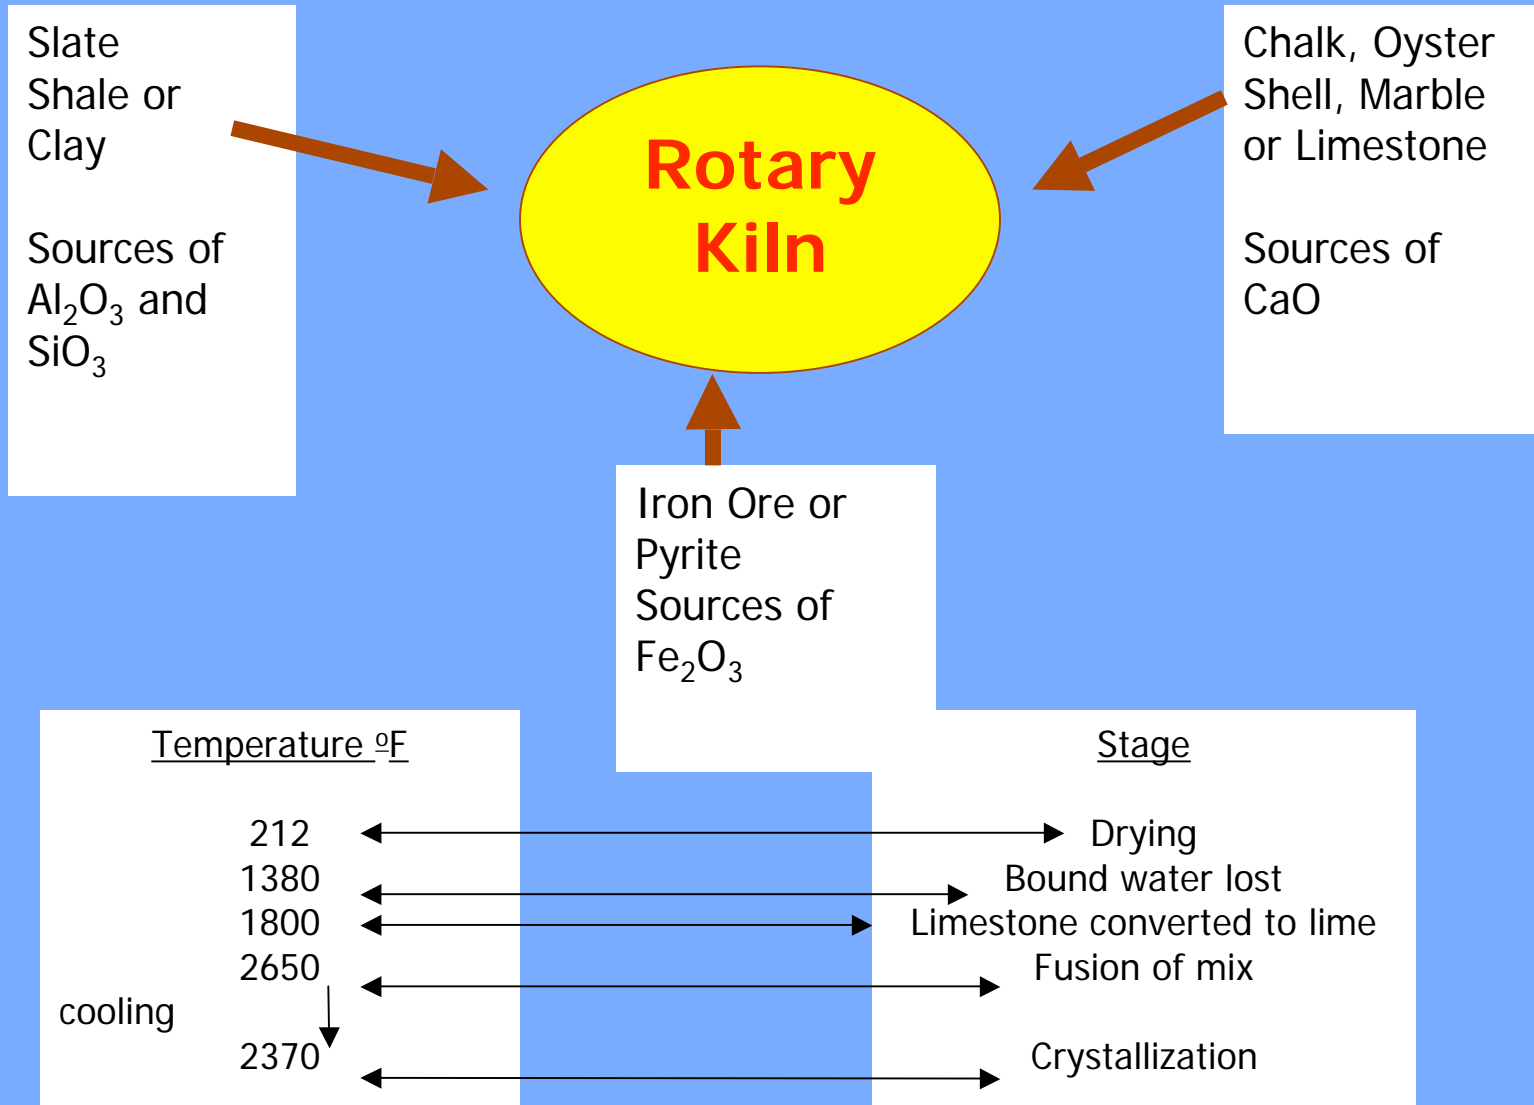 Slate
Shale or
Clay
Sources of
Al₂O₃ and
SiO₃
Rotary
Kiln
Chalk, Oyster
Shell, Marble
or Limestone
Sources of
CaO
Iron Ore or
Pyrite
Sources of
Fe₂O₃
Temperature ºF
212
1380
1800
2650
cooling
2370
Stage
Drying
Bound water lost
Limestone converted to lime
Fusion of mix
Crystallization